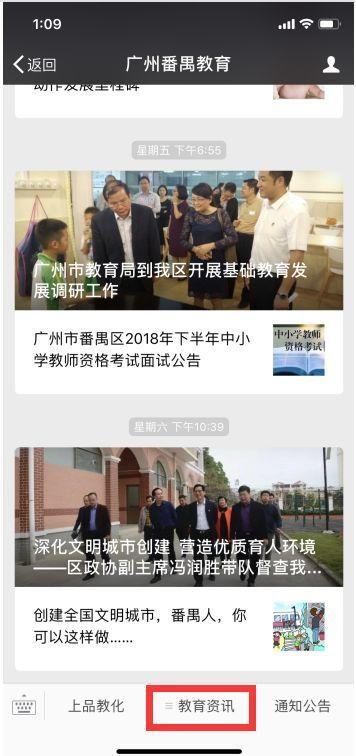 1:09
返回
广州番禺教育
动作发展里程碑
星期五 下午6:55
广州市教育局到我区开展基础教育发
展调研工作
广州市番禺区2018年下半年中小
学教师资格考试面试公告
中小学教师
资格考试
星期六 下午10:39
深化文明城市创建 营造优质育人环境
——区政协副主席冯润胜带队督查我...
创建全国文明城市，番禺人，你
可以这样做......
上品教化
教育资讯
通知公告